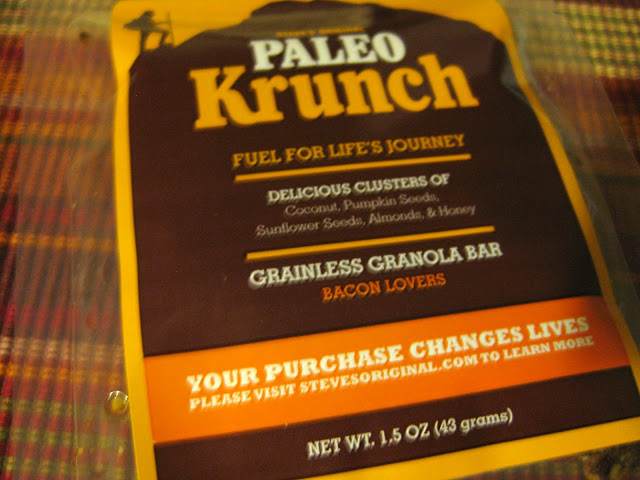 PALEO
Krunch
FUEL FOR LIFE'S JOURNEY
DELICIOUS CLUSTERS OF
Coconut, Pumpkin Seeds,
Sunflower Seeds, Almonds, & Honey
GRAINLESS GRANOLA BAR
BACON LOVERS
YOUR PURCHASE CHANGES LIVES
PLEASE VISIT STEVESORIGINAL.COM TO LEARN MORE
NET WT. 1.5 OZ (43 grams)